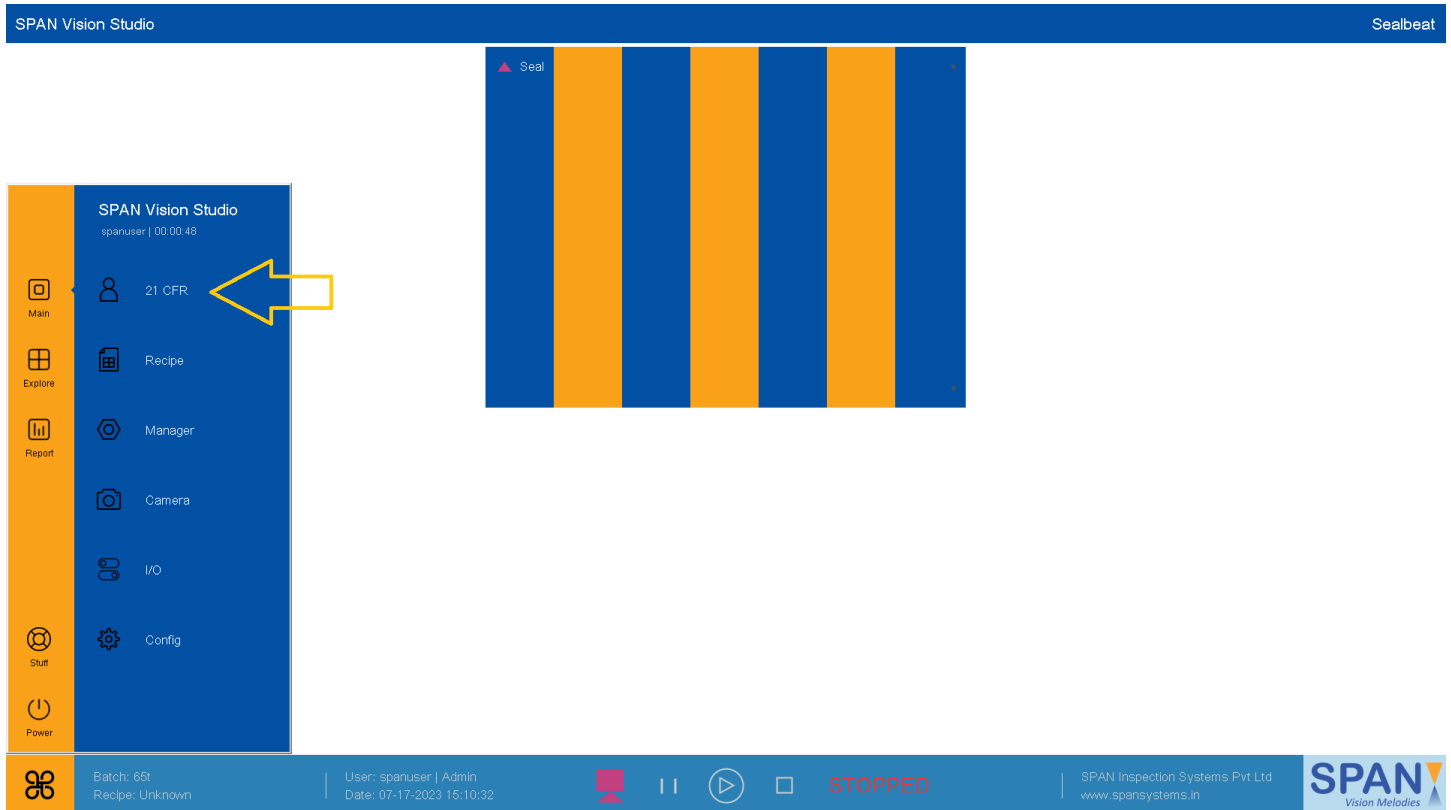 SPAN Vision Studio
Sealbeat
Seal
SPAN Vision Studio
spanuser | 00:00:48
Main
21 CFR
Explore
Recipe
Report
Manager
Camera
I/O
Stuff
Config
Power
Batch: 65t
Recipe: Unknown
User: spanuser | Admin
Date: 07-17-2023 15:10:32
STOPPED
SPAN Inspection Systems Pvt Ltd
www.spansystems.in
SPAN
Vision Melodies